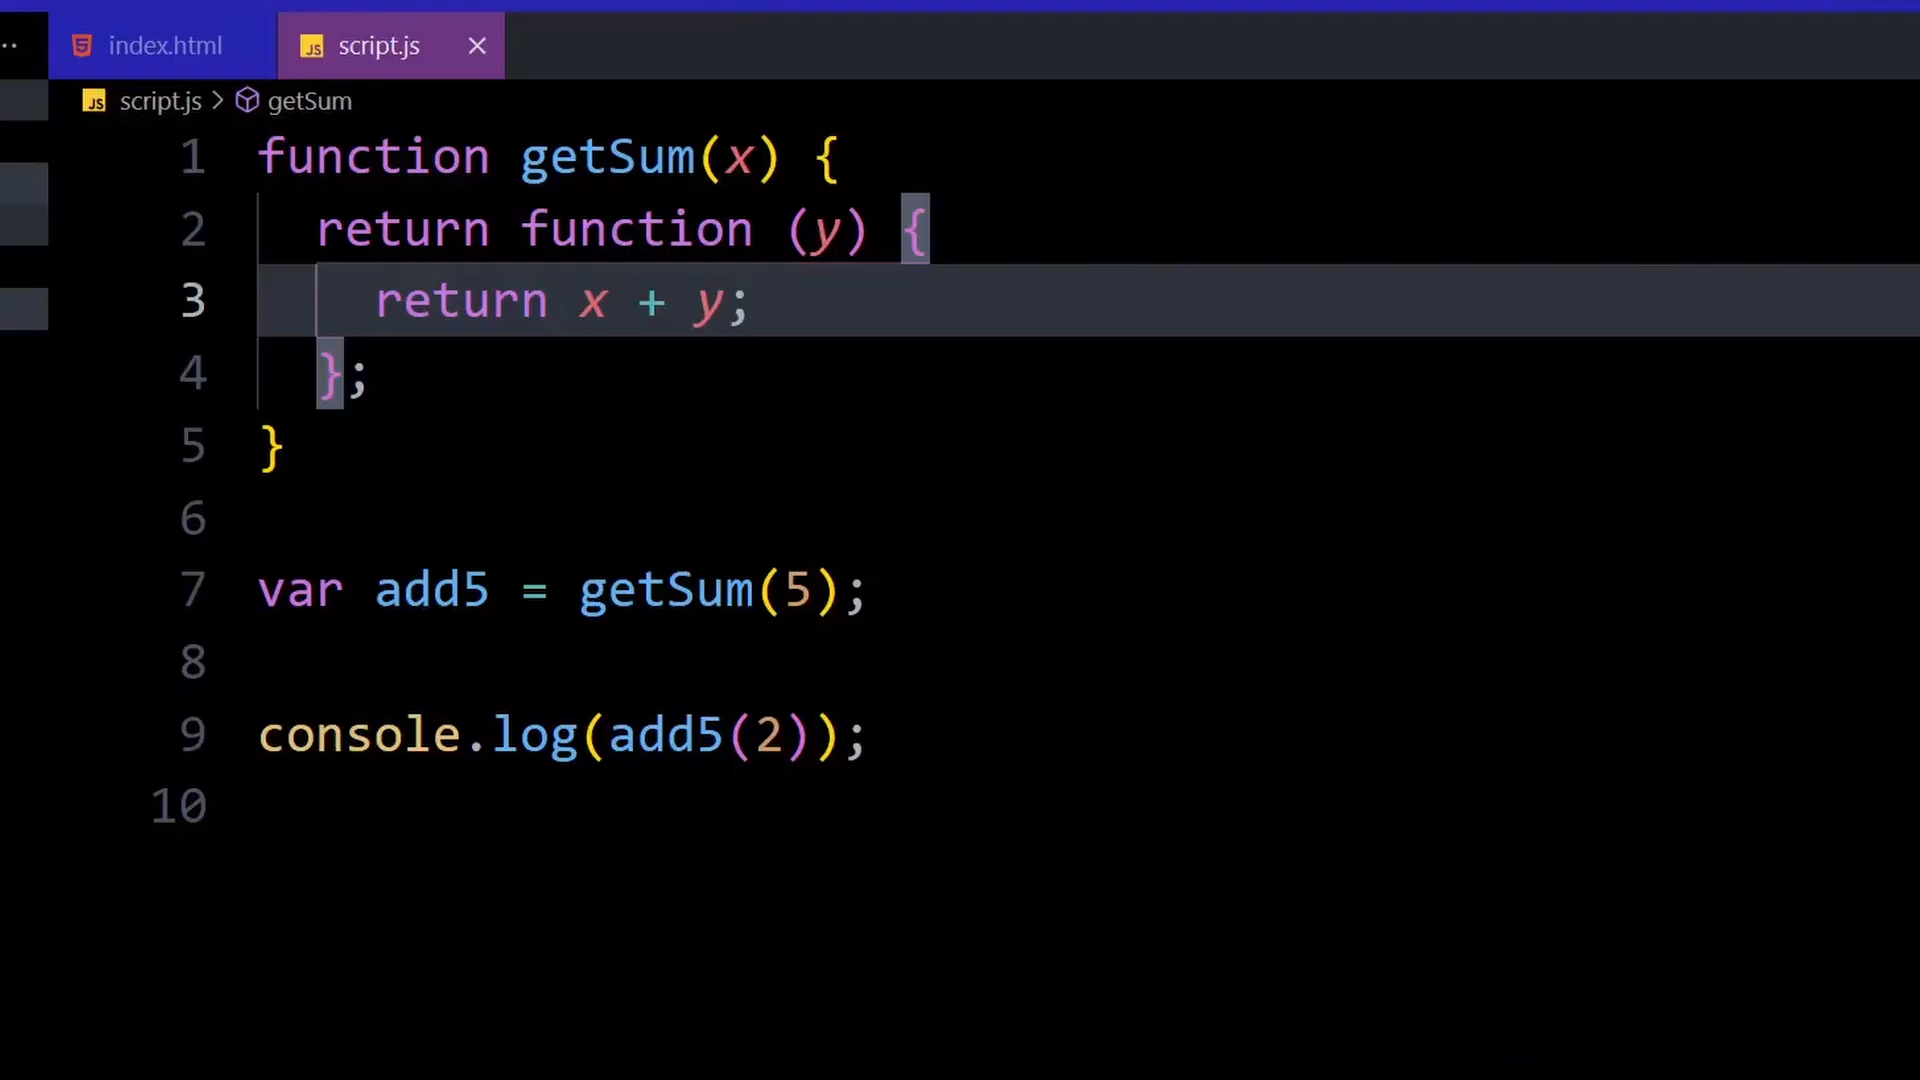 index.html script.js
script.js > getSum
1 function getSum(x) {
2 return function (y) {
3 return x + y;
4 };
5 }
6
7 var add5 = getSum(5);
8
9 console.log(add5(2));
10